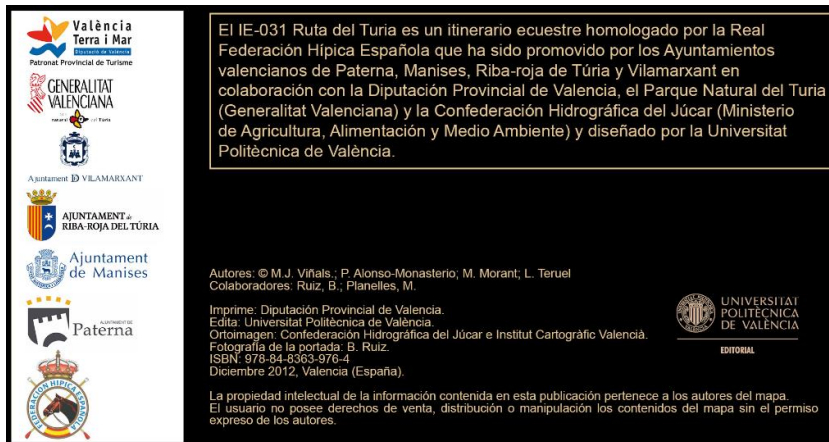 València
Terra i Mar
Diputació de València
Patronat Provincial de Turisme
GENERALITAT
VALENCIANA
natural del Turia
Ajuntament D VILAMARXANT
AJUNTAMENT de
RIBA-ROJA DEL TÚRIA
Ajuntament
de Manises
AJUNTAMENT DE
Paterna
FEDERACION HIPICA ESPAÑOLA
El IE-031 Ruta del Turia es un itinerario ecuestre homologado por la Real
Federación Hípica Española que ha sido promovido por los Ayuntamientos
valencianos de Paterna, Manises, Riba-roja de Túria y Vilamarxant en
colaboración con la Diputación Provincial de Valencia, el Parque Natural del Turia
(Generalitat Valenciana) y la Confederación Hidrográfica del Júcar (Ministerio
de Agricultura, Alimentación y Medio Ambiente) y diseñado por la Universitat
Politècnica de València.
Autores: © M.J. Viñals.; P. Alonso-Monasterio; M. Morant; L. Teruel
Colaboradores: Ruiz, B.; Planelles, M.
Imprime: Diputación Provincial de Valencia.
Edita: Universitat Politècnica de València.
Ortoimagen: Confederación Hidrográfica del Júcar e Institut Cartogràfic Valencià.
Fotografía de la portada: B. Ruiz.
ISBN: 978-84-8363-976-4
Diciembre 2012, Valencia (España).
UNIVERSITAT
POLITÈCNICA
DE VALÈNCIA
EDITORIAL
La propiedad intelectual de la información contenida en esta publicación pertenece a los autores del mapa.
El usuario no posee derechos de venta, distribución o manipulación los contenidos del mapa sin el permiso
expreso de los autores.